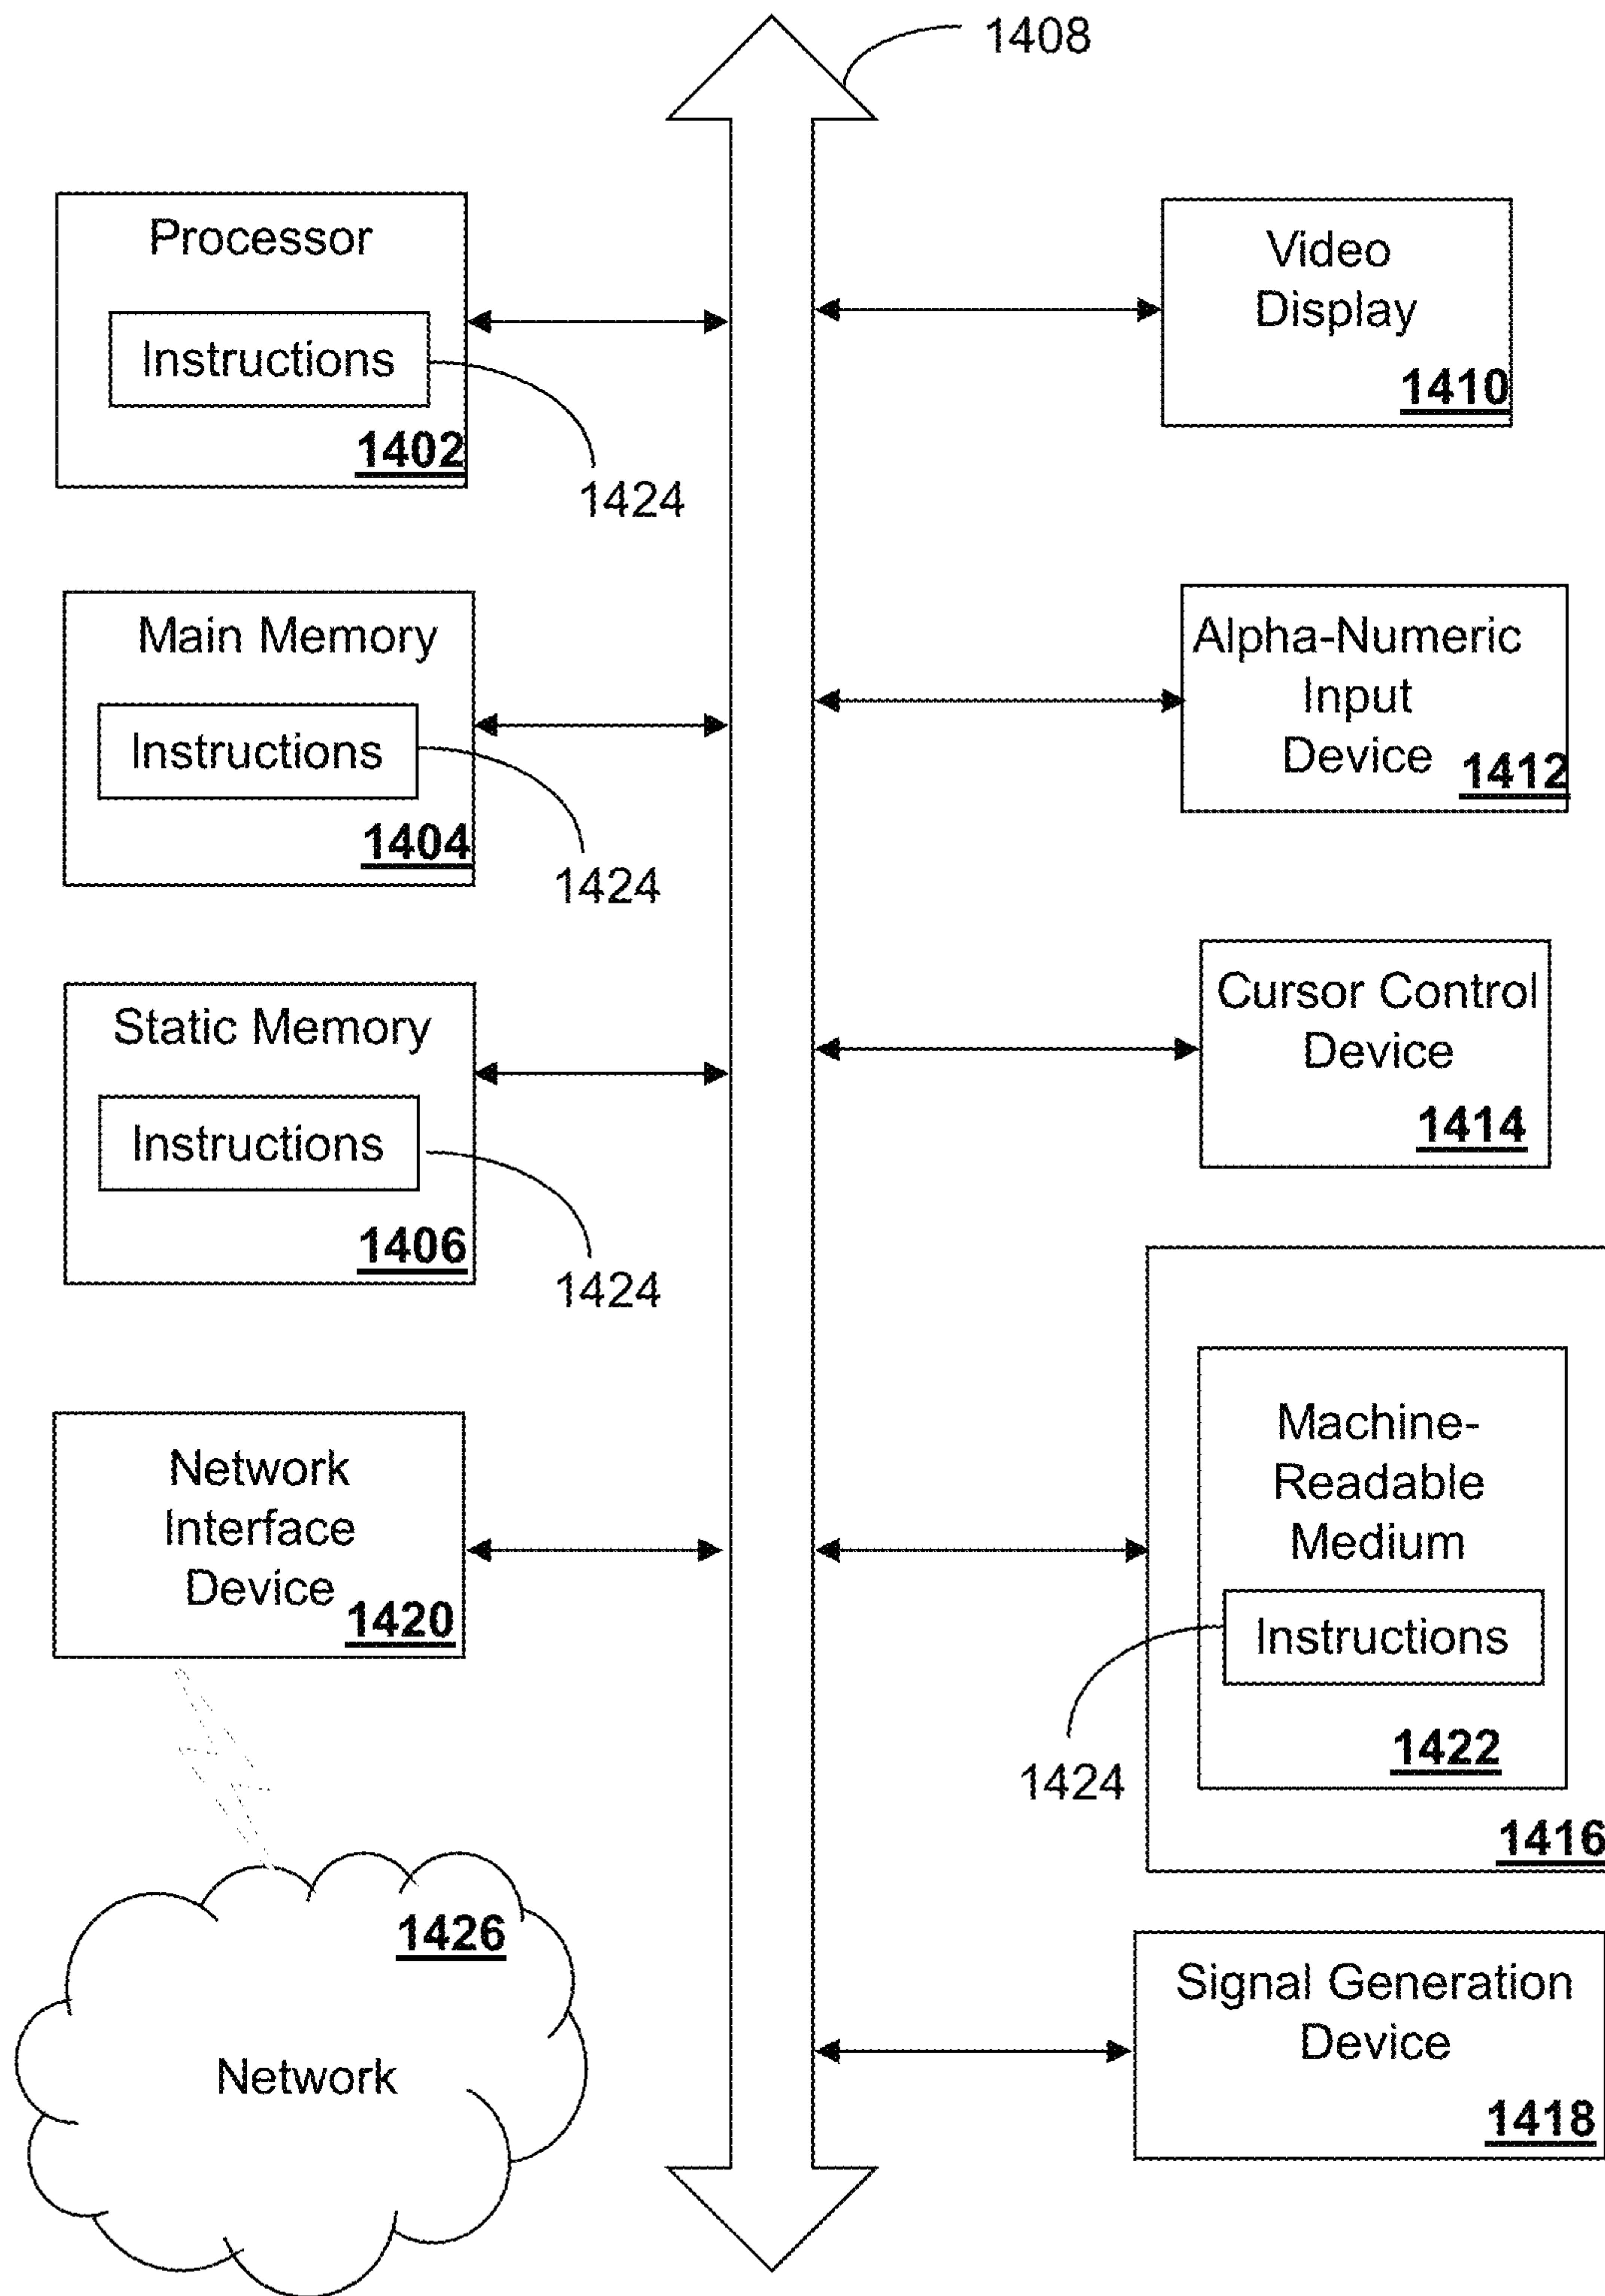 1408
Processor
Instructions
1402
1424
Main Memory
Instructions
1404
1424
Static Memory
Instructions
1406
1424
Network
Interface
Device
1420
1426
Network
Video
Display
1410
Alpha-Numeric
Input
Device
1412
Cursor Control
Device
1414
Machine-
Readable
Medium
Instructions
1422
1424
1416
Signal Generation
Device
1418